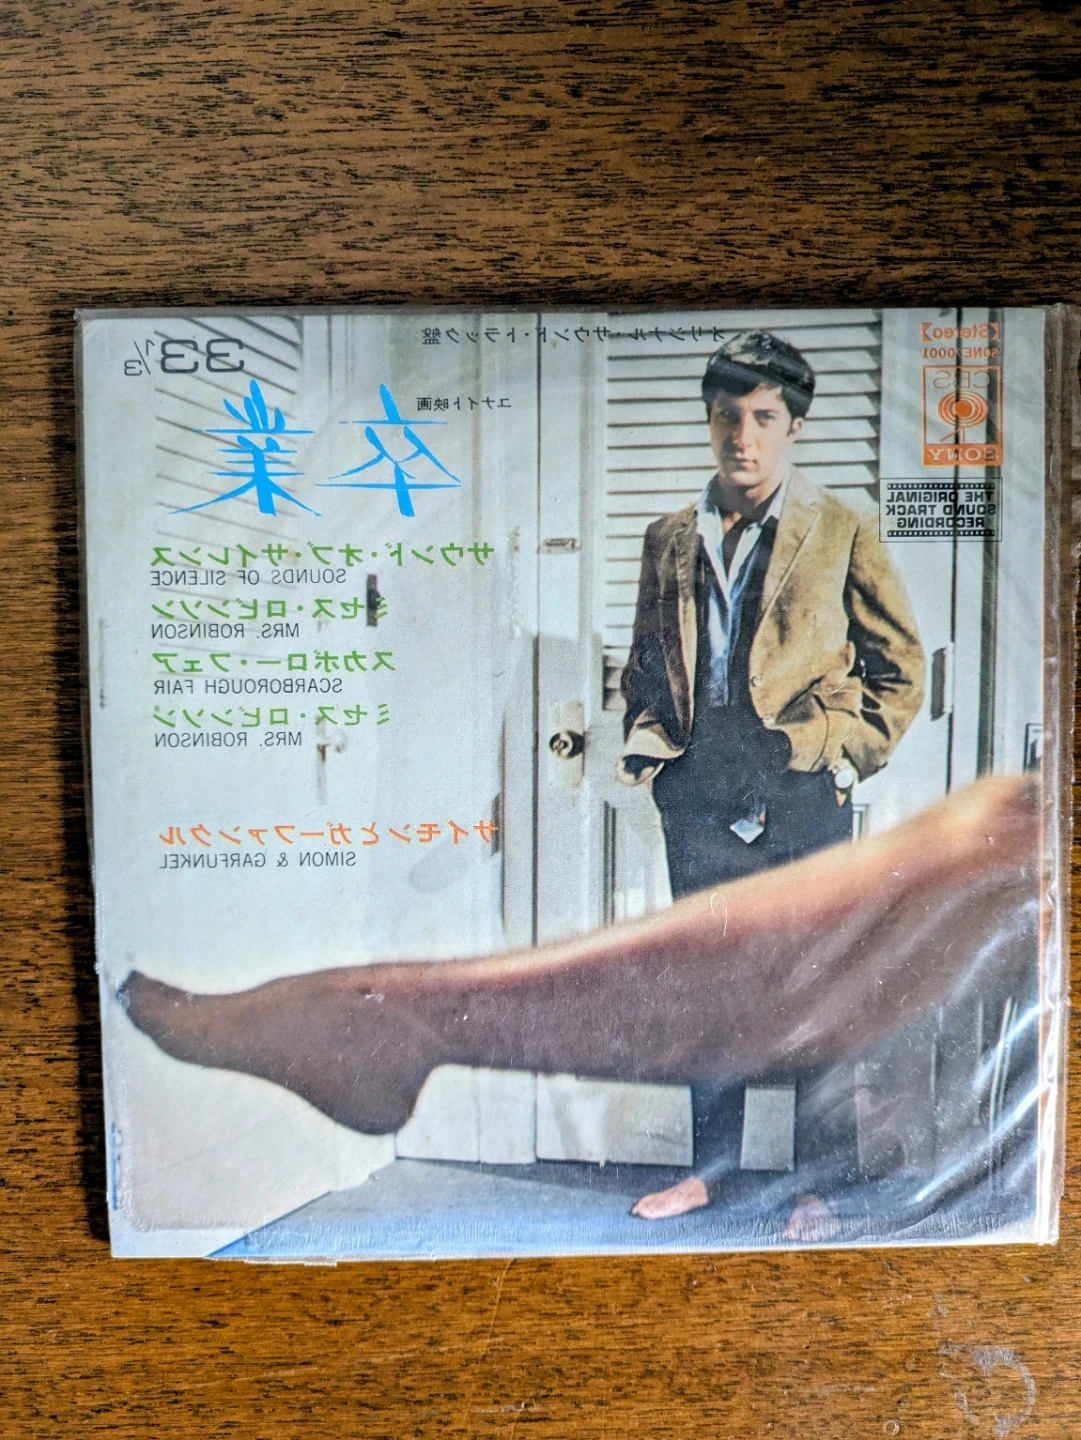 オリジナル・サウンド・トラック盤
33 1/3
【Stereo】
SONE70001
CBS
SONY
THE ORIGINAL
SOUND TRACK
RECORDING
ユナイト映画
卒業
サウンド・オブ・サイレンス
SOUNDS OF SILENCE
ミセス・ロビンソン
MRS. ROBINSON
スカボロー・フェア
SCARBOROUGH FAIR
ミセス・ロビンソン
MRS. ROBINSON
サイモンとガーファンクル
SIMON & GARFUNKEL